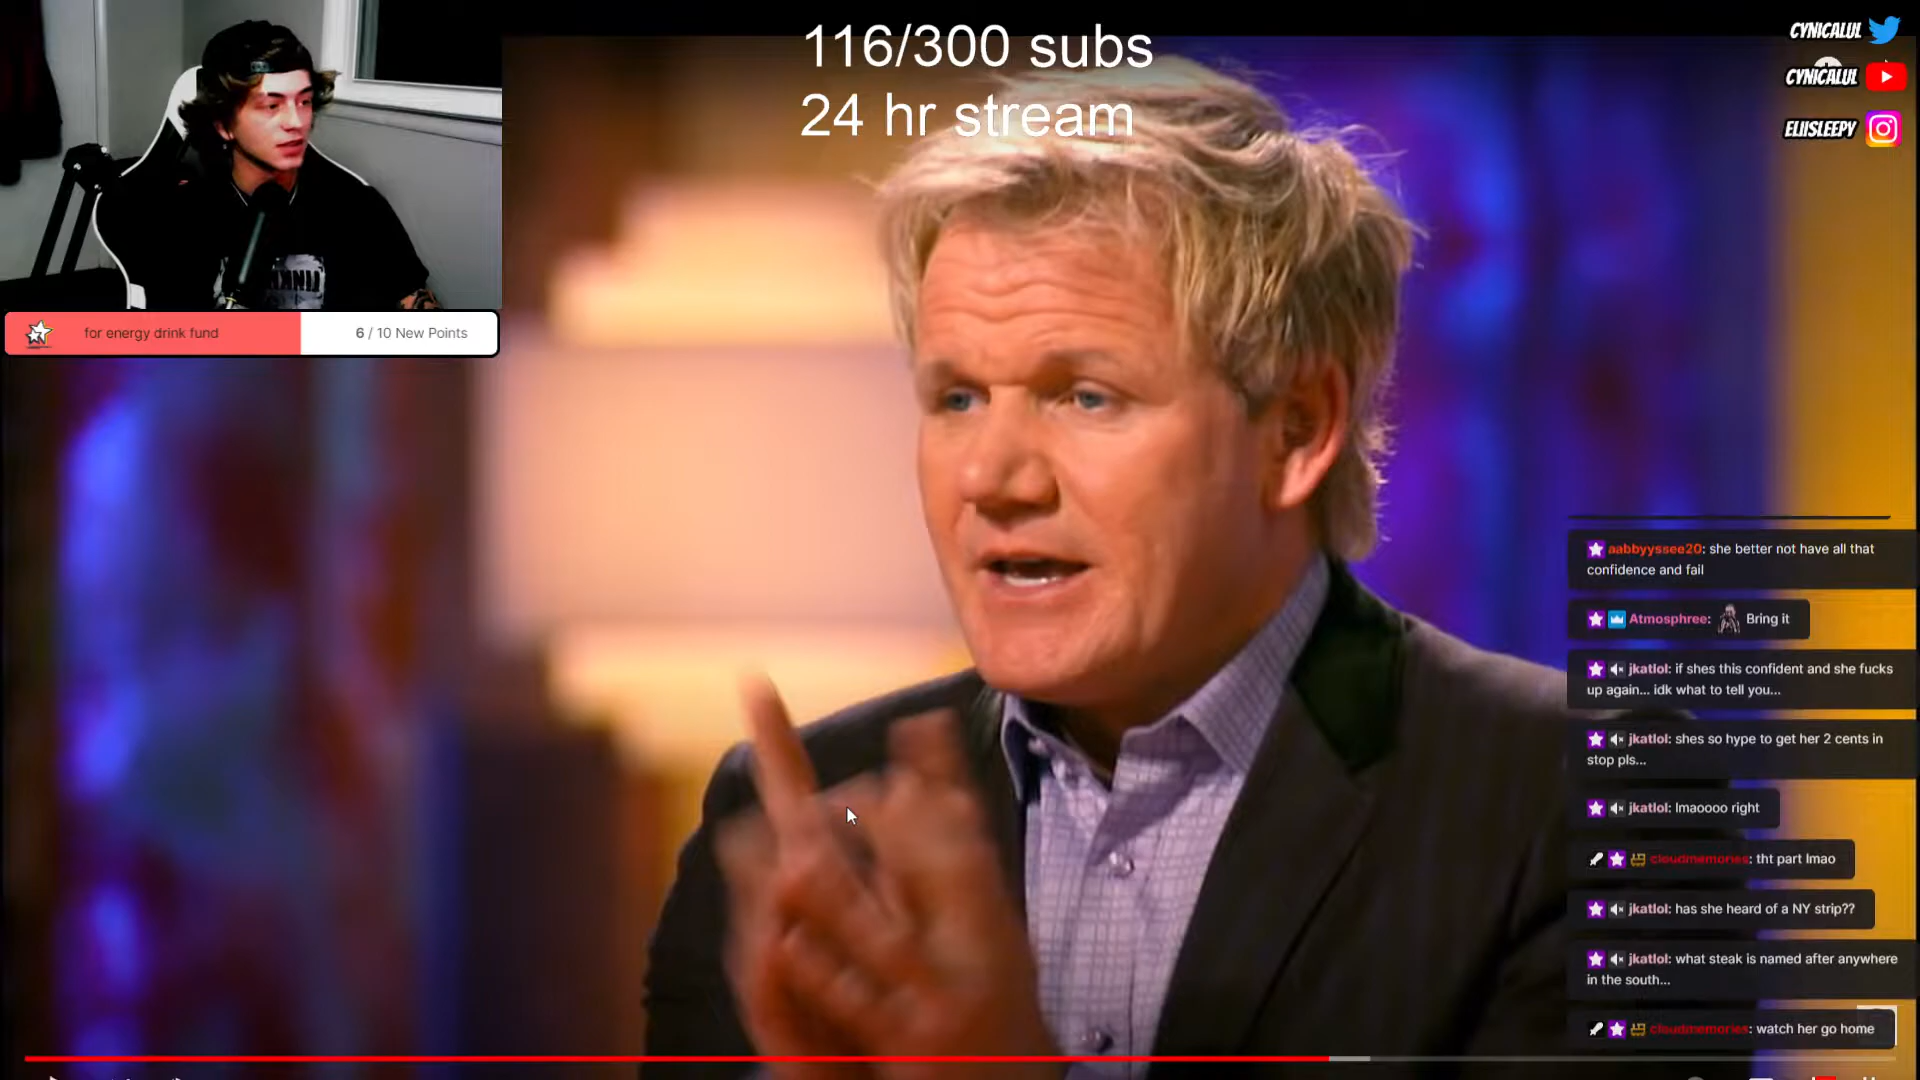 116/300 subs
24 hr stream
CYNICALUL
CYNICALUL
ELIISLEEPY
for energy drink fund
6 / 10 New Points
aabbyyssee20: she better not have all that
confidence and fail
Atmosphree: Bring it
jkatlol: if shes this confident and she fucks
up again... idk what to tell you...
jkatlol: shes so hype to get her 2 cents in
stop pls...
jkatlol: lmaoooo right
cloudmemories: tht part lmao
jkatlol: has she heard of a NY strip??
jkatlol: what steak is named after anywhere
in the south...
cloudmemories: watch her go home